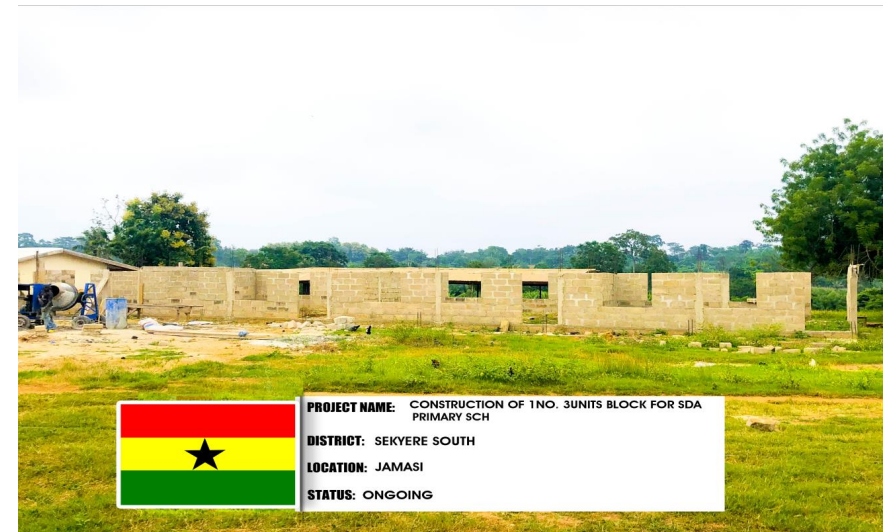 PROJECT NAME: CONSTRUCTION OF 1NO. 3UNITS BLOCK FOR SDA
PRIMARY SCH
DISTRICT: SEKYERE SOUTH
LOCATION: JAMASI
STATUS: ONGOING